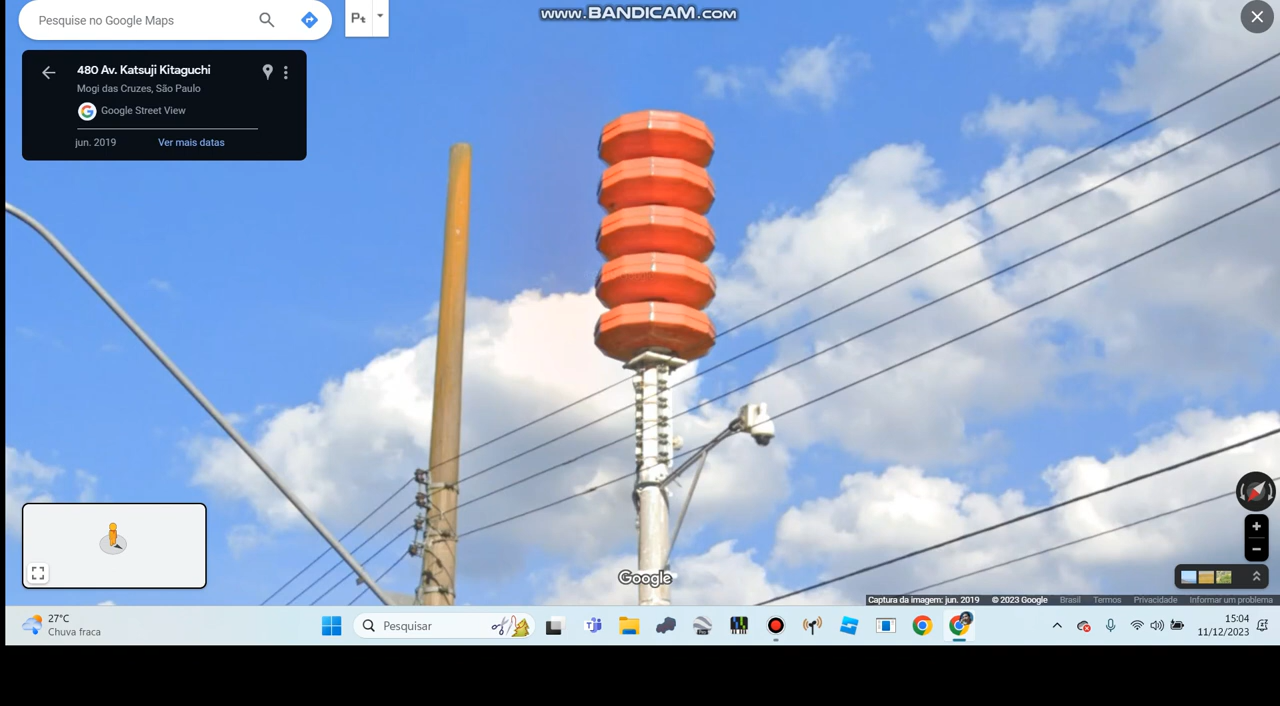 www.BANDICAM.com
Pesquise no Google Maps
480 Av. Katsuji Kitaguchi
Mogi das Cruzes, São Paulo
Google Street View
jun. 2019
Ver mais datas
Google
Captura da imagem: jun. 2019
© 2023 Google
Brasil
Termos
Privacidade
Informar um problema
27°C
Chuva fraca
Pesquisar
15:04
11/12/2023